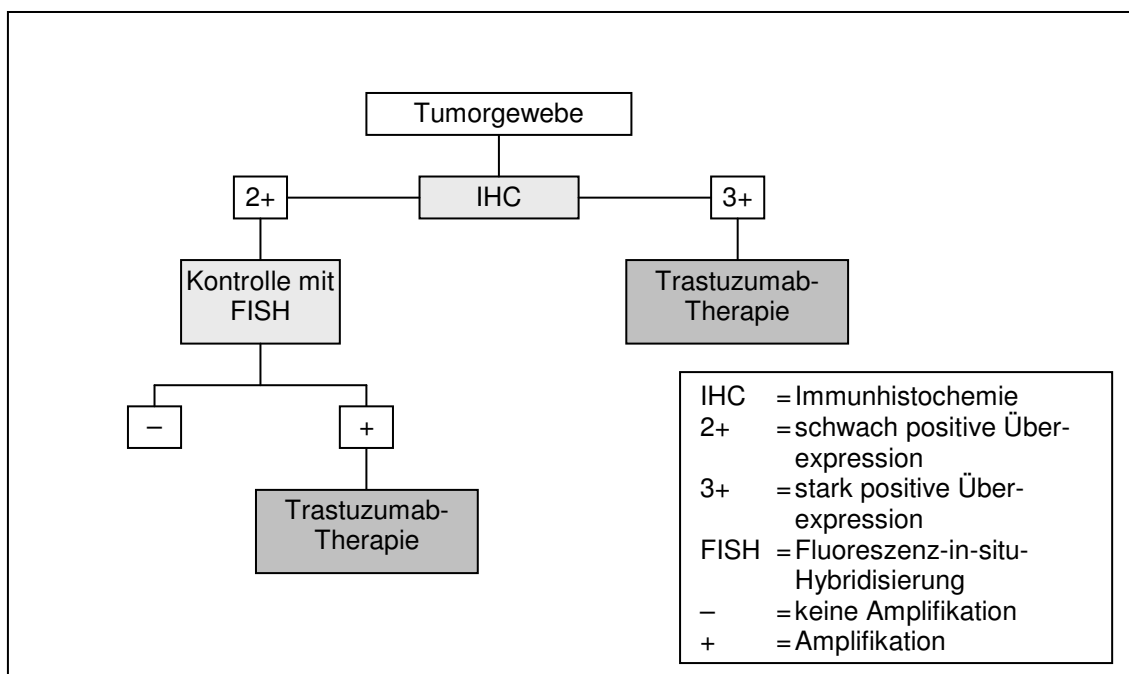 Tumorgewebe
2+
IHC
3+
Kontrolle mit
FISH
Trastuzumab-
Therapie
–
+
Trastuzumab-
Therapie
IHC = Immunhistochemie
2+ = schwach positive Über-
expression
3+ = stark positive Über-
expression
FISH = Fluoreszenz-in-situ-
Hybridisierung
– = keine Amplifikation
+ = Amplifikation